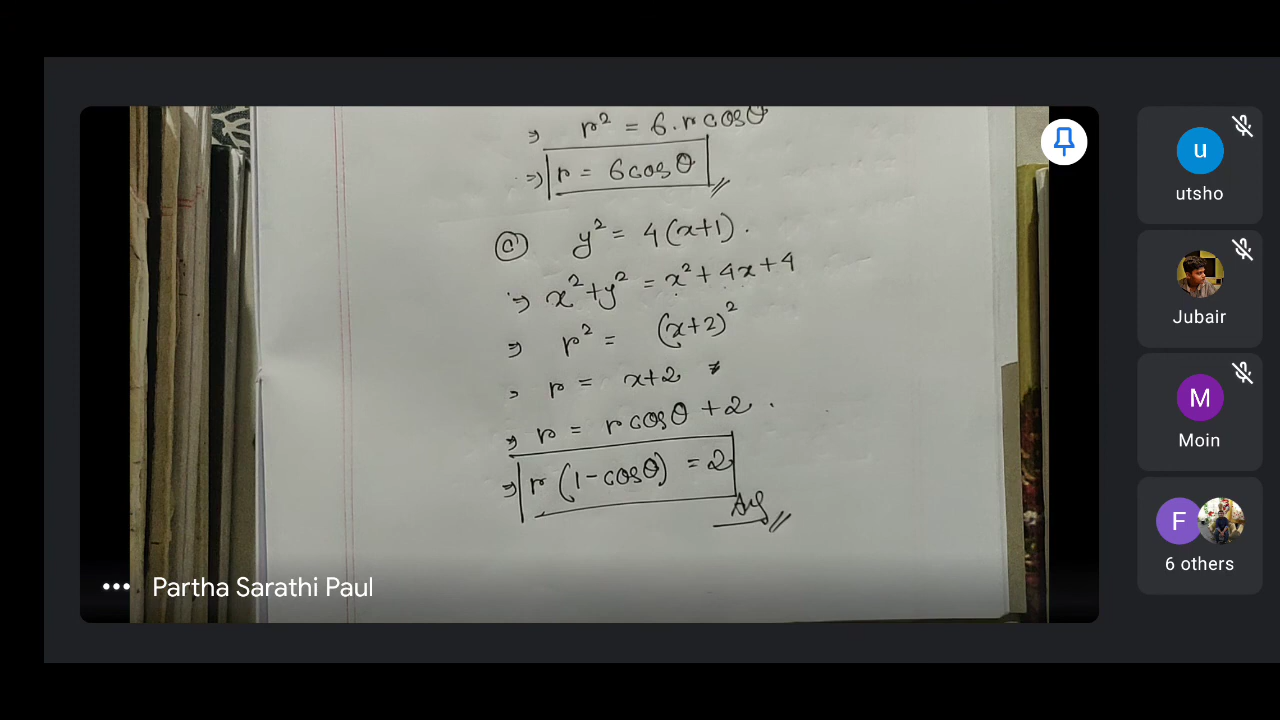 ⇒ r² = 6.r cosθ
⇒ r = 6cosθ
u
utsho
(C) y² = 4(x+1).
⇒ x²+y² = x²+4x+4
⇒ r² = (x+2)²
Jubair
⇒ r = x+2
⇒ r = r cosθ +2.
M
Moin
⇒ r(1-cosθ) = 2
F
6 others
Partha Sarathi Paul